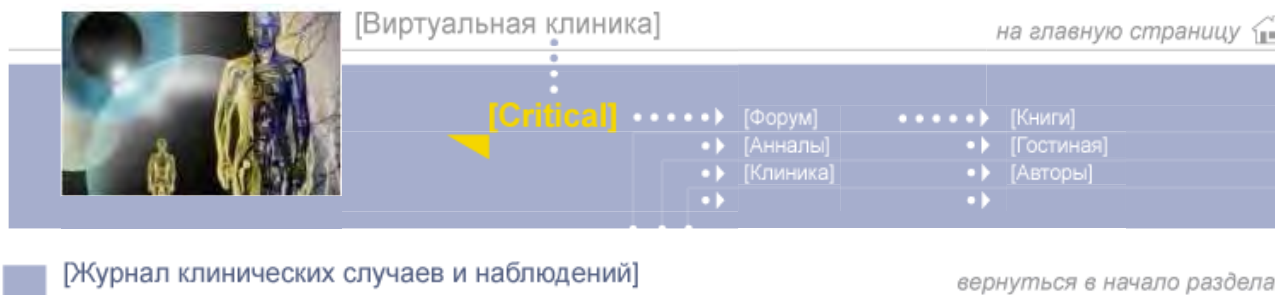 [Виртуальная клиника]
на главную страницу
[Critical]
[Форум]
[Книги]
[Анналы]
[Гостиная]
[Клиника]
[Авторы]
[Журнал клинических случаев и наблюдений]
вернуться в начало раздела